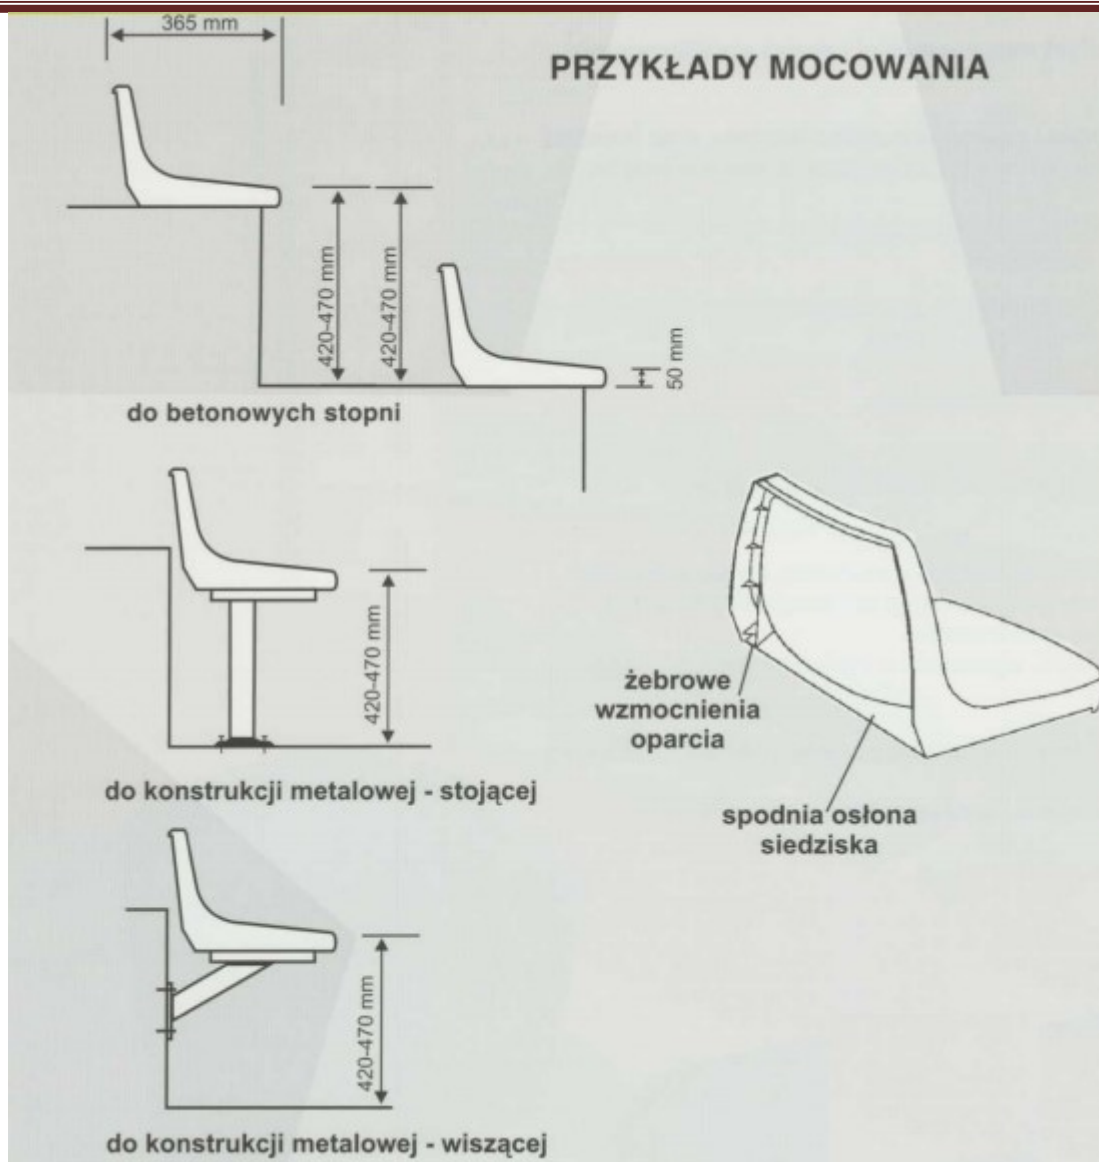 365 mm
PRZYKŁADY MOCOWANIA
420-470 mm
420-470 mm
50 mm
do betonowych stopni
420-470 mm
żebrowe
wzmocnienia
oparcia
do konstrukcji metalowej - stojącej
spodnia osłona
siedziska
420-470 mm
do konstrukcji metalowej - wiszącej